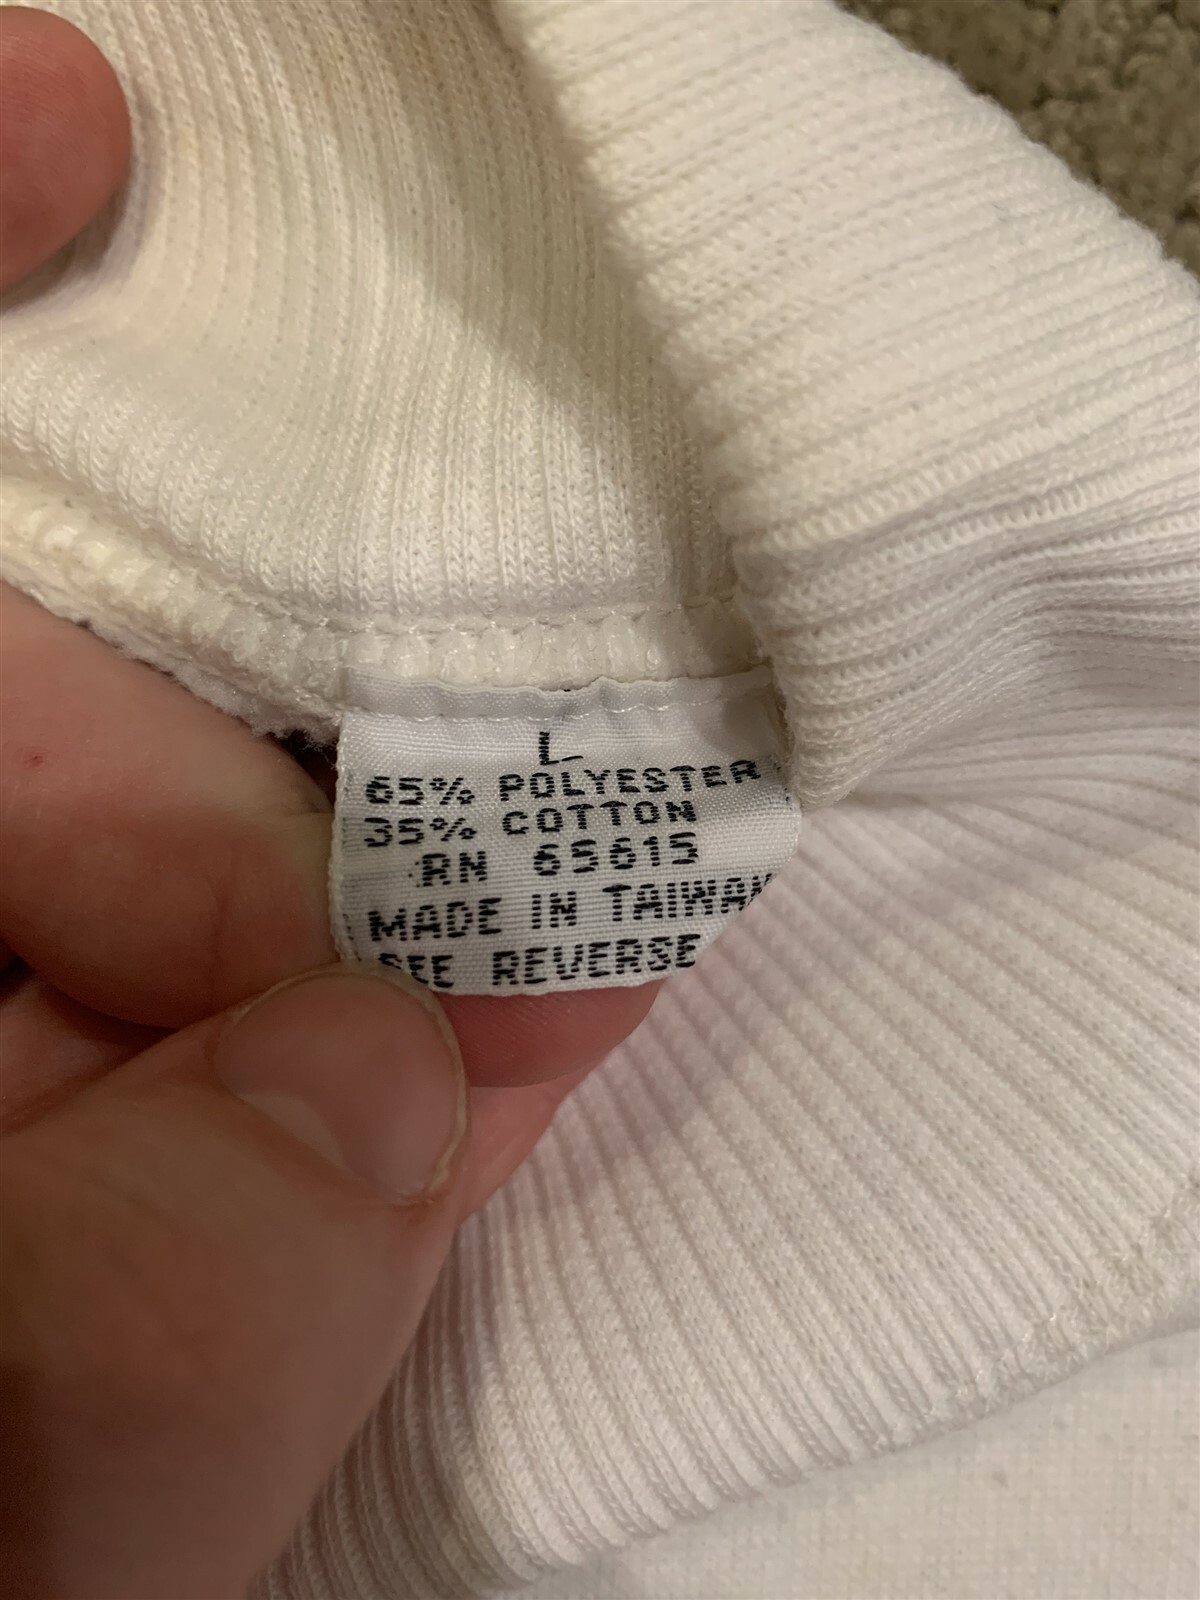 L
65% POLYESTER
35% COTTON
RN 65615
MADE IN TAIWAN
SEE REVERSE